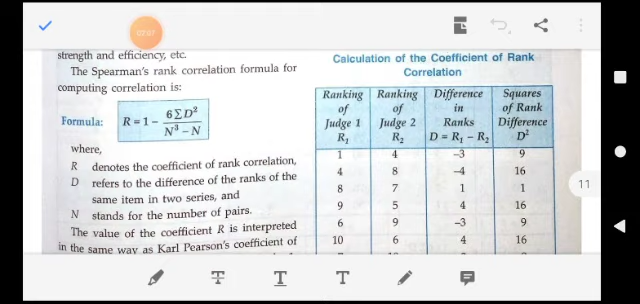 07:07
strength and efficiency, etc.
The Spearman's rank correlation formula for
computing correlation is:
Formula: R = 1 - 6ΣD² / N³ - N
where,
R denotes the coefficient of rank correlation,
D refers to the difference of the ranks of the
same item in two series, and
N stands for the number of pairs.
The value of the coefficient R is interpreted
in the same way as Karl Pearson's coefficient of
Calculation of the Coefficient of Rank
Correlation
Ranking of Judge 1 R₁ Ranking of Judge 2 R₂ Difference in Ranks D = R₁ - R₂ Squares of Rank Difference D²
1 4 -3 9
4 8 -4 16
8 7 1 1
9 5 4 16
6 9 -3 9
10 6 4 16
11
T T T